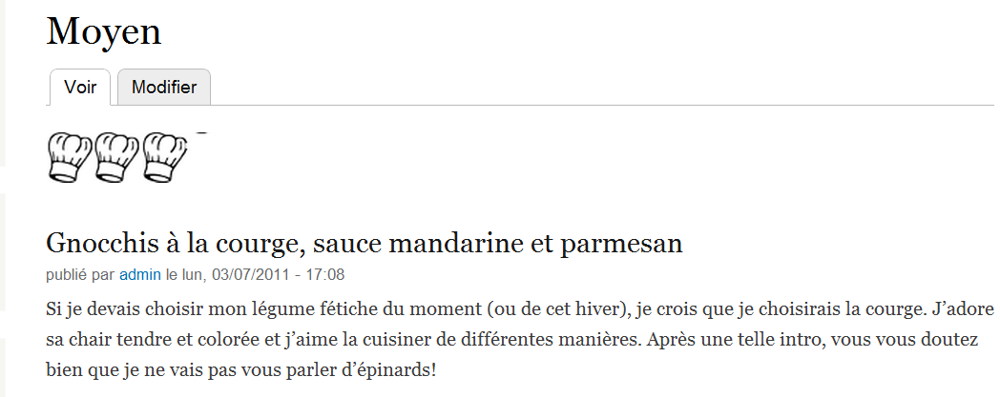 Moyen
Voir
Modifier
Gnocchis à la courge, sauce mandarine et parmesan
publié par admin le lun, 03/07/2011 - 17:08
Si je devais choisir mon légume fétiche du moment (ou de cet hiver), je crois que je choisirais la courge. J’adore
sa chair tendre et colorée et j’aime la cuisiner de différentes manières. Après une telle intro, vous vous doutez
bien que je ne vais pas vous parler d’épinards!